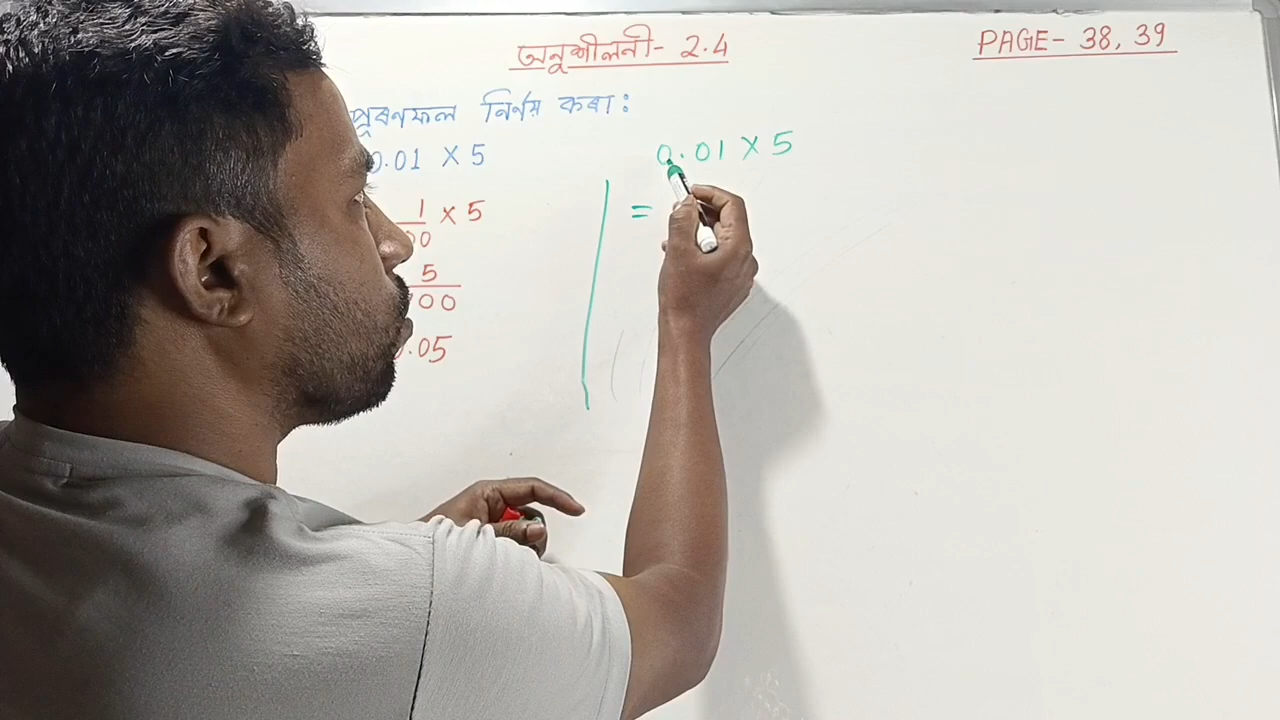 অনুশীলনী- 2.4
PAGE- 38, 39
পূৰণফল নিৰ্ণয় কৰা :
0.01 × 5
1/100 × 5
5/100
0.05
0.01 × 5
=